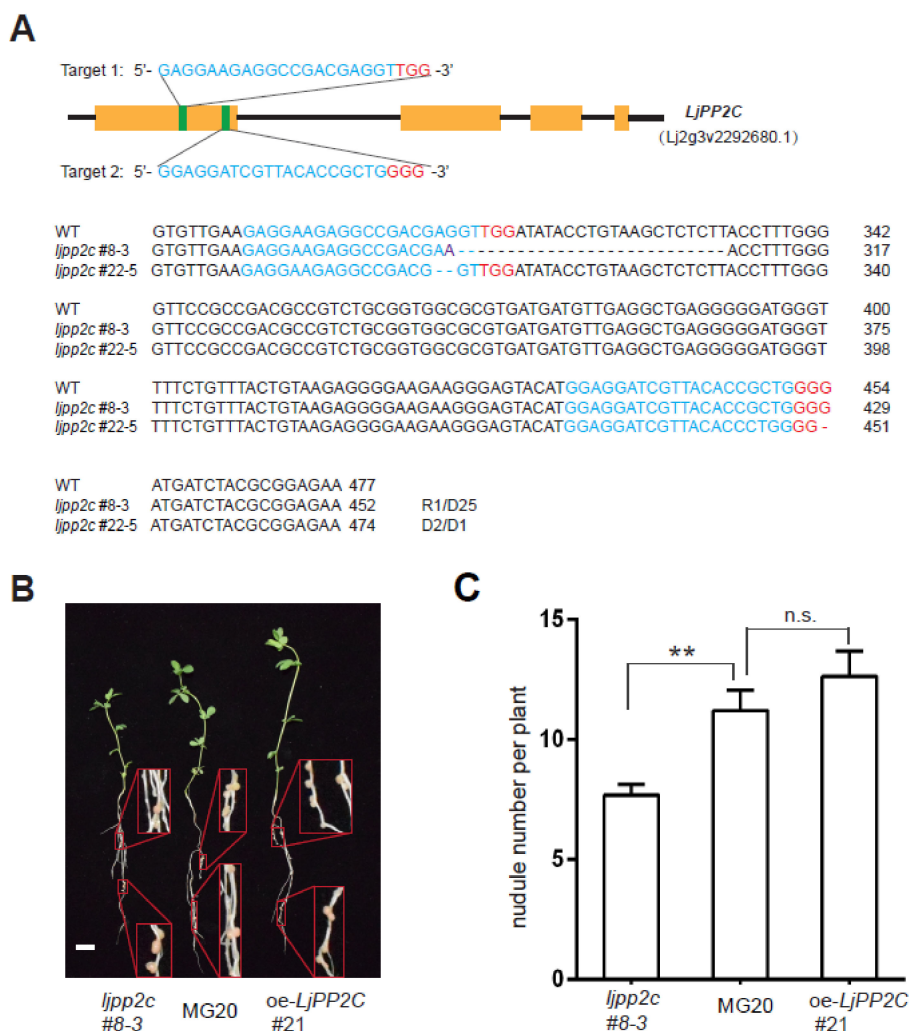 A
Target 1: 5'- GAGGAAGAGGCCGACGAGGTTGG -3'
LjPP2C
(Lj2g3v2292680.1)
Target 2: 5'- GGAGGATCGTTACACCGCTGGGG -3'
WT GTGTTGAAGAGGAAGAGGCCGACGAGGTTGGATATACCTGTAAGCTCTCTTACCTTTGGG 342
ljpp2c #8-3 GTGTTGAAGAGGAAGAGGCCGACGAA--------------------------ACCTTTGGG 317
ljpp2c #22-5 GTGTTGAAGAGGAAGAGGCCGACG--GTTGGATATACCTGTAAGCTCTCTTACCTTTGGG 340
WT GTTCCGCCGACGCCGTCTGCGGTGGCGCGTGATGATGTTGAGGCTGAGGGGGATGGGT 400
ljpp2c #8-3 GTTCCGCCGACGCCGTCTGCGGTGGCGCGTGATGATGTTGAGGCTGAGGGGGATGGGT 375
ljpp2c #22-5 GTTCCGCCGACGCCGTCTGCGGTGGCGCGTGATGATGTTGAGGCTGAGGGGGATGGGT 398
WT TTTCTGTTTACTGTAAGAGGGGAAGAAGGGAGTACATGGAGGATCGTTACACCGCTGGGG 454
ljpp2c #8-3 TTTCTGTTTACTGTAAGAGGGGAAGAAGGGAGTACATGGAGGATCGTTACACCGCTGGGG 429
ljpp2c #22-5 TTTCTGTTTACTGTAAGAGGGGAAGAAGGGAGTACATGGAGGATCGTTACACCCTGGGG - 451
WT ATGATCTACGCGGAGAA 477
ljpp2c #8-3 ATGATCTACGCGGAGAA 452 R1/D25
ljpp2c #22-5 ATGATCTACGCGGAGAA 474 D2/D1
B
ljpp2c #8-3
MG20
oe-LjPP2C #21
C
nudule number per plant
15
10
5
0
**
n.s.
ljpp2c #8-3
MG20
oe-LjPP2C #21